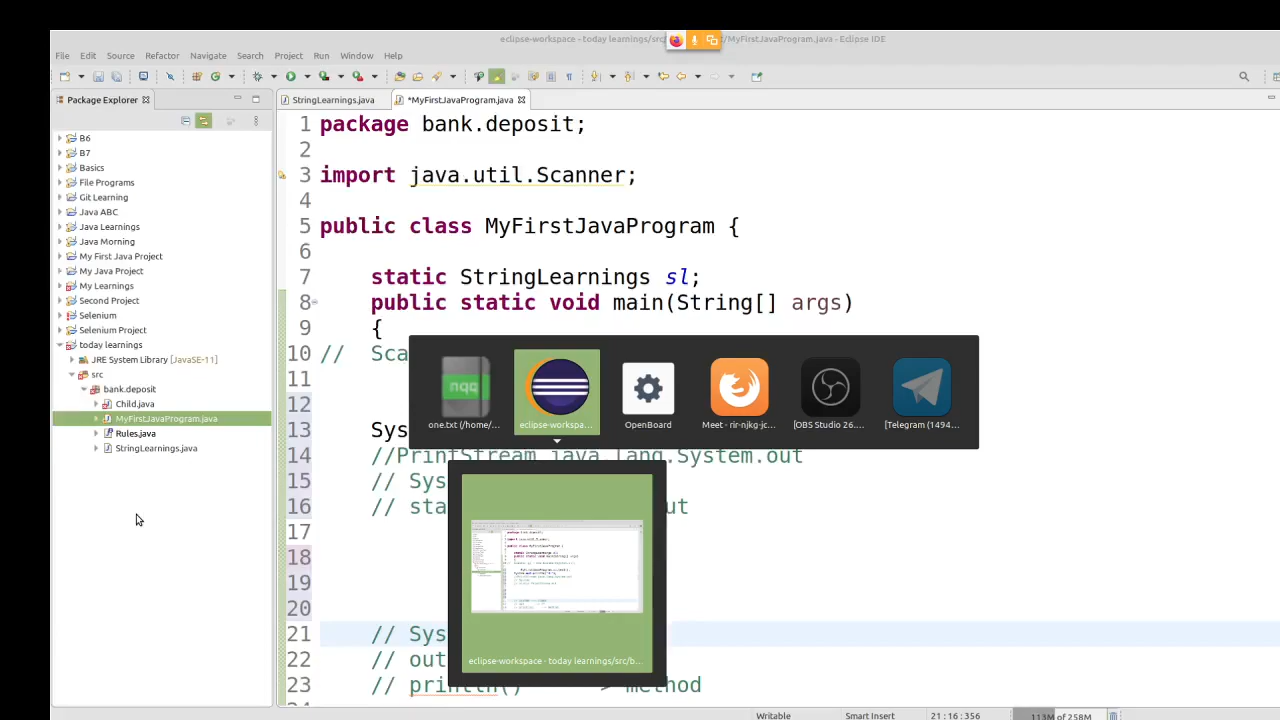 eclipse-workspace - today learnings/src/ /MyFirstJavaProgram.java - Eclipse IDE
File Edit Source Refactor Navigate Search Project Run Window Help
Package Explorer
StringLearnings.java
*MyFirstJavaProgram.java
B6
B7
Basics
File Programs
Git Learning
Java ABC
Java Learnings
Java Morning
My First Java Project
My Java Project
My Learnings
Second Project
Selenium
Selenium Project
today learnings
JRE System Library [JavaSE-11]
src
bank.deposit
Child.java
MyFirstJavaProgram.java
Rules.java
StringLearnings.java
1 package bank.deposit;
2
3 import java.util.Scanner;
4
5 public class MyFirstJavaProgram {
6
7 static StringLearnings sl;
8 public static void main(String[] args)
9 {
10 // Sca
11
12
13 Sys
14 //PrintStream java.lang.System.out
15 // Sys
16 // sta ut
17
18
19
20
21 // Sys
22 // out
23 // println() > method
24
nqq
one.txt (/home/...
eclipse-workspa...
OpenBoard
Meet - rir-njkg-jc...
[OBS Studio 26....
[Telegram (1494...
eclipse-workspace - today learnings/src/b...
Writable
Smart Insert
21 : 16 : 356
113M of 258M